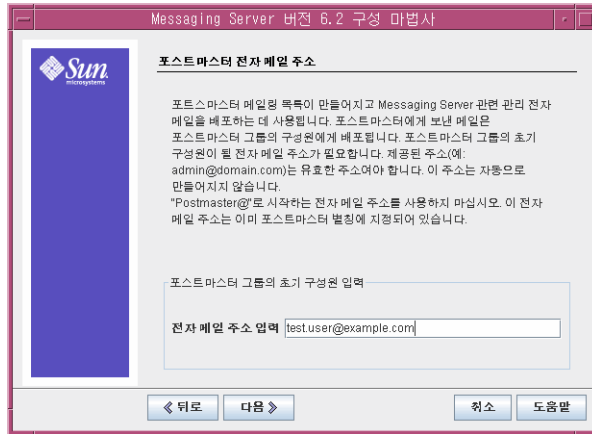 Messaging Server 버전 6.2 구성 마법사
Sun
microsystems
포스트마스터 전자 메일 주소
포트스마스터 메일링 목록이 만들어지고 Messaging Server 관련 관리 전자
메일을 배포하는 데 사용됩니다. 포스트마스터에게 보낸 메일은
포스트마스터 그룹의 구성원에게 배포됩니다. 포스트마스터 그룹의 초기
구성원이 될 전자 메일 주소가 필요합니다. 제공된 주소(예:
admin@domain.com)는 유효한 주소여야 합니다. 이 주소는 자동으로
만들어지지 않습니다.
"Postmaster@"로 시작하는 전자 메일 주소를 사용하지 마십시오. 이 전자
메일 주소는 이미 포스트마스터 별칭에 지정되어 있습니다.
포스트마스터 그룹의 초기 구성원 입력
전자 메일 주소 입력 test.user@example.com
뒤로 다음 취소 도움말